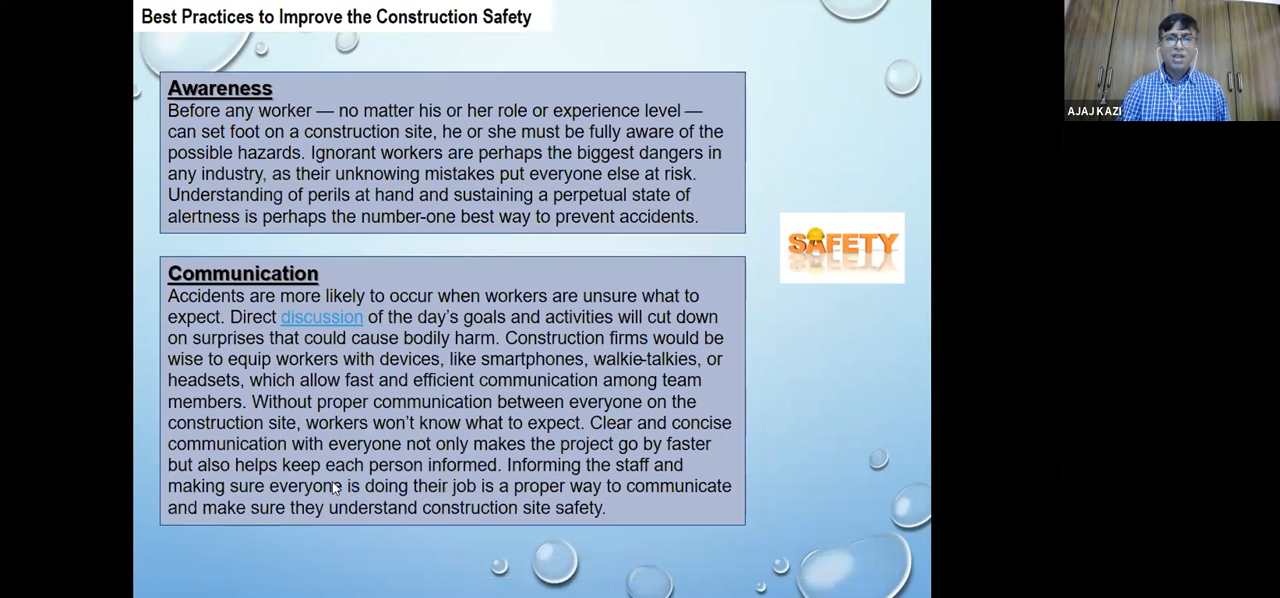 Best Practices to Improve the Construction Safety
Awareness
Before any worker — no matter his or her role or experience level —
can set foot on a construction site, he or she must be fully aware of the
possible hazards. Ignorant workers are perhaps the biggest dangers in
any industry, as their unknowing mistakes put everyone else at risk.
Understanding of perils at hand and sustaining a perpetual state of
alertness is perhaps the number-one best way to prevent accidents.
Communication
Accidents are more likely to occur when workers are unsure what to
expect. Direct discussion of the day’s goals and activities will cut down
on surprises that could cause bodily harm. Construction firms would be
wise to equip workers with devices, like smartphones, walkie-talkies, or
headsets, which allow fast and efficient communication among team
members. Without proper communication between everyone on the
construction site, workers won’t know what to expect. Clear and concise
communication with everyone not only makes the project go by faster
but also helps keep each person informed. Informing the staff and
making sure everyone is doing their job is a proper way to communicate
and make sure they understand construction site safety.
SAFETY
AJAJ KAZI